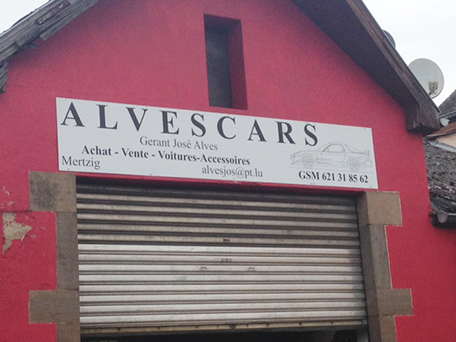 ALVESCARS
Gerant José Alves
Achat - Vente - Voitures-Accessoires
Mertzig
alvesjos@pt.lu
GSM 621 31 85 62